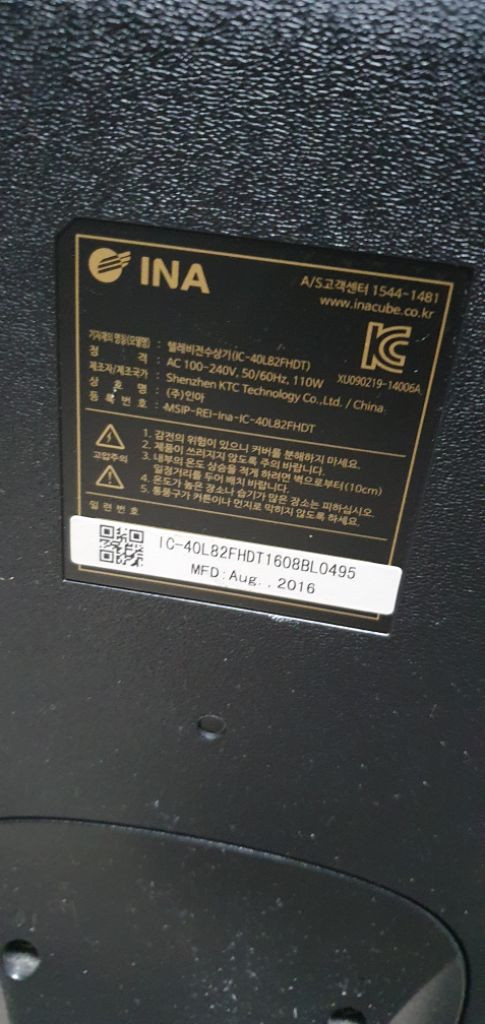 INA
A/S고객센터 1544-1481
www.inacube.co.kr
KC
XU090219-14006A
기자재의 명칭(모델명) : 텔레비전수상기(IC-40L82FHDT)
정 격 : AC 100-240V, 50/60Hz, 110W
제조자/제조국가 : Shenzhen KTC Technology Co., Ltd. / China
상 호 명 : (주)인아
등 록 번 호 : MSIP-REI-ina-IC-40L82FHDT
고압주의
1. 감전의 위험이 있으니 커버를 분해하지 마세요.
2. 제품이 쓰러지지 않도록 주의 바랍니다.
3. 내부의 온도 상승을 적게 하려면 벽으로부터(10cm)
일정거리를 두어 배치 바랍니다.
4. 온도가 높은 장소나 습기가 많은 장소는 피하십시오.
5. 통풍구가 커튼이나 먼지로 막히지 않도록 하세요.
일 련 번 호
IC-40L82FHDT1608BL0495
MFD:Aug., 2016